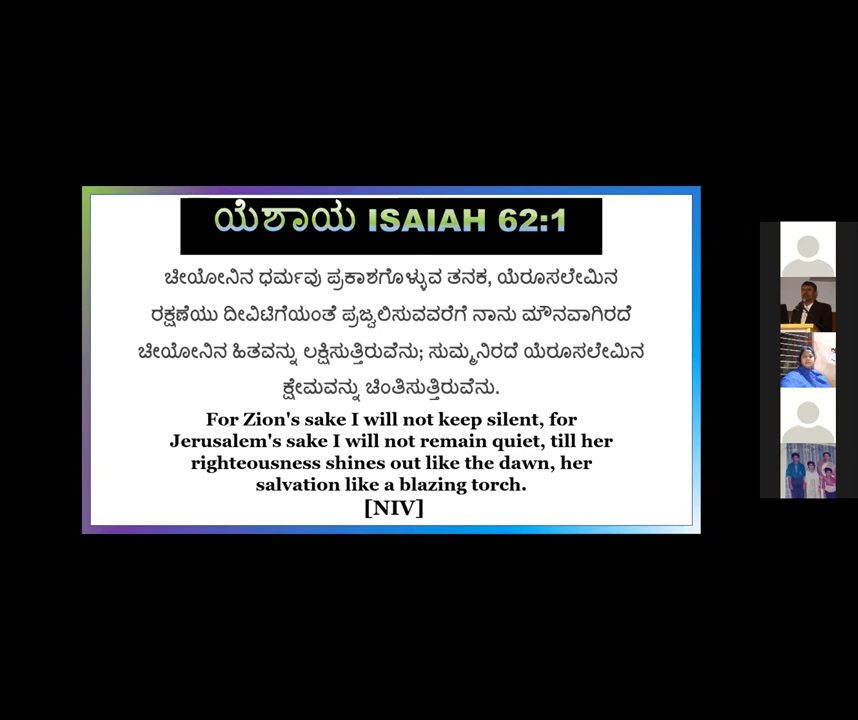 ಯೆಶಾಯ ISAIAH 62:1
ಚೀಯೋನಿನ ಧರ್ಮವು ಪ್ರಕಾಶಗೊಳ್ಳುವ ತನಕ, ಯೆರೂಸಲೇಮಿನ
ರಕ್ಷಣೆಯು ದೀವಿಟಿಗೆಯಂತೆ ಪ್ರಜ್ವಲಿಸುವವರೆಗೆ ನಾನು ಮೌನವಾಗಿರದೆ
ಚೀಯೋನಿನ ಹಿತವನ್ನು ಲಕ್ಷಿಸುತ್ತಿರುವೆನು; ಸುಮ್ಮನಿರದೆ ಯೆರೂಸಲೇಮಿನ
ಕ್ಷೇಮವನ್ನು ಚಿಂತಿಸುತ್ತಿರುವೆನು.
For Zion's sake I will not keep silent, for
Jerusalem's sake I will not remain quiet, till her
righteousness shines out like the dawn, her
salvation like a blazing torch.
[NIV]